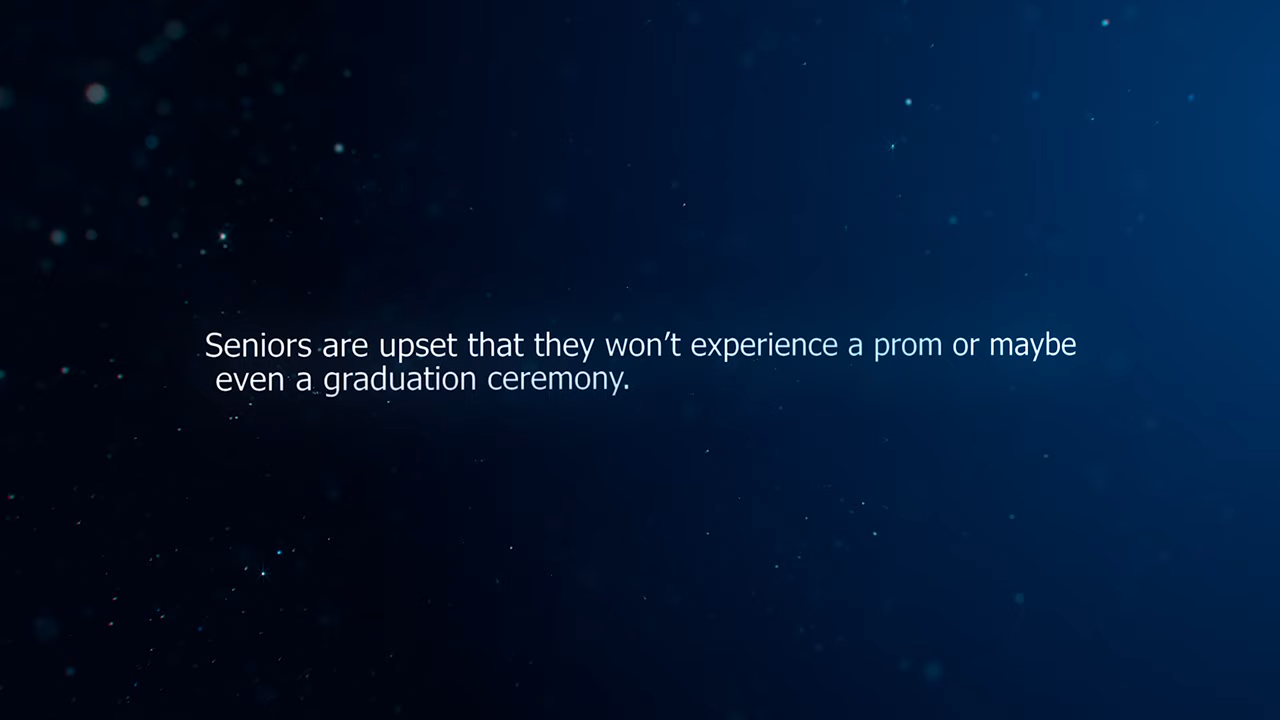 Seniors are upset that they won’t experience a prom or maybe
even a graduation ceremony.